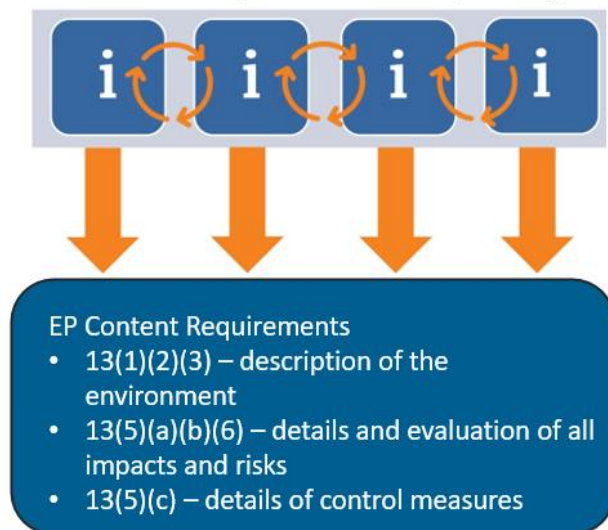 i i i i
EP Content Requirements
• 13(1)(2)(3) – description of the
environment
• 13(5)(a)(b)(6) – details and evaluation of all
impacts and risks
• 13(5)(c) – details of control measures